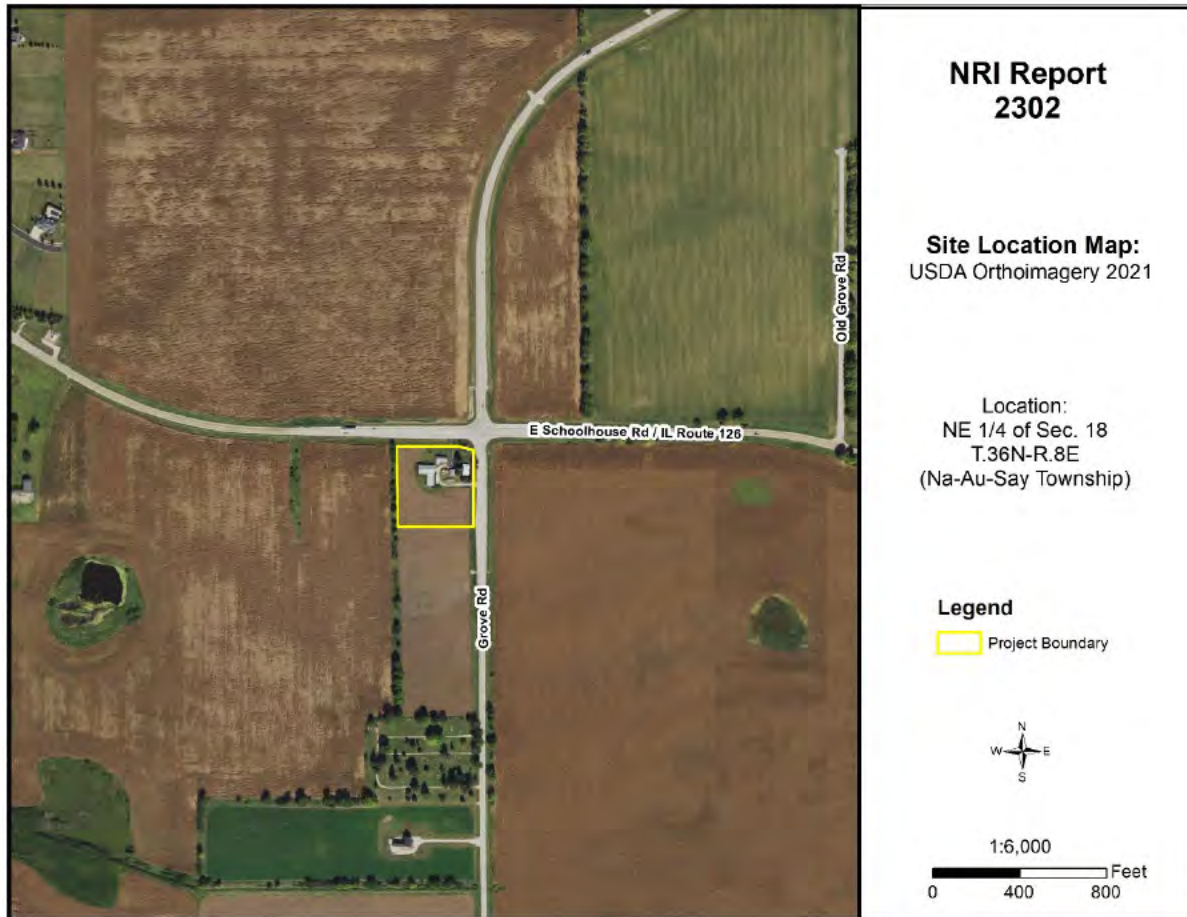 NRI Report
2302
Site Location Map:
USDA Orthoimagery 2021
Location:
NE 1/4 of Sec. 18
T.36N-R.8E
(Na-Au-Say Township)
Legend
Project Boundary
N
W E
S
1:6,000
Feet
0 400 800
Old Grove Rd
E Schoolhouse Rd / IL Route 126
Grove Rd